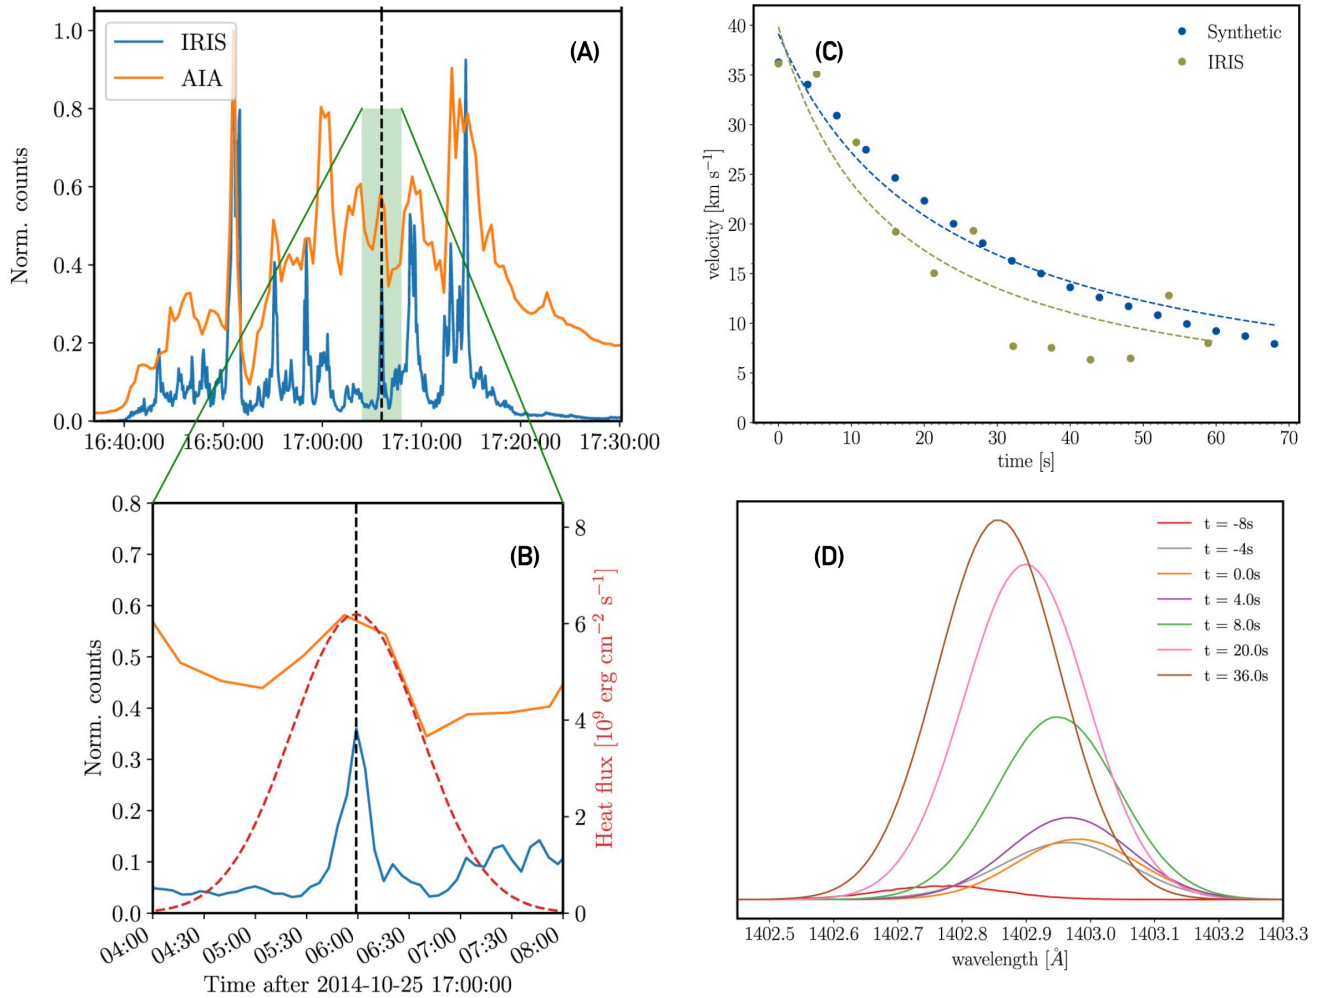 IRIS
AIA
(A)
Norm. counts
1.0
0.8
0.6
0.4
0.2
0.0
16:40:00 16:50:00 17:00:00 17:10:00 17:20:00 17:30:00
(C)
Synthetic
IRIS
velocity [km s⁻¹]
40
35
30
25
20
15
10
5
0
0 10 20 30 40 50 60 70
time [s]
(B)
Norm. counts
0.8
0.7
0.6
0.5
0.4
0.3
0.2
0.1
0.0
Heat flux [10⁹ erg cm⁻² s⁻¹]
8
6
4
2
0
04:00 04:30 05:00 05:30 06:00 06:30 07:00 07:30 08:00
Time after 2014-10-25 17:00:00
(D)
t = -8s
t = -4s
t = 0.0s
t = 4.0s
t = 8.0s
t = 20.0s
t = 36.0s
1402.5 1402.6 1402.7 1402.8 1402.9 1403.0 1403.1 1403.2 1403.3
wavelength [Å]